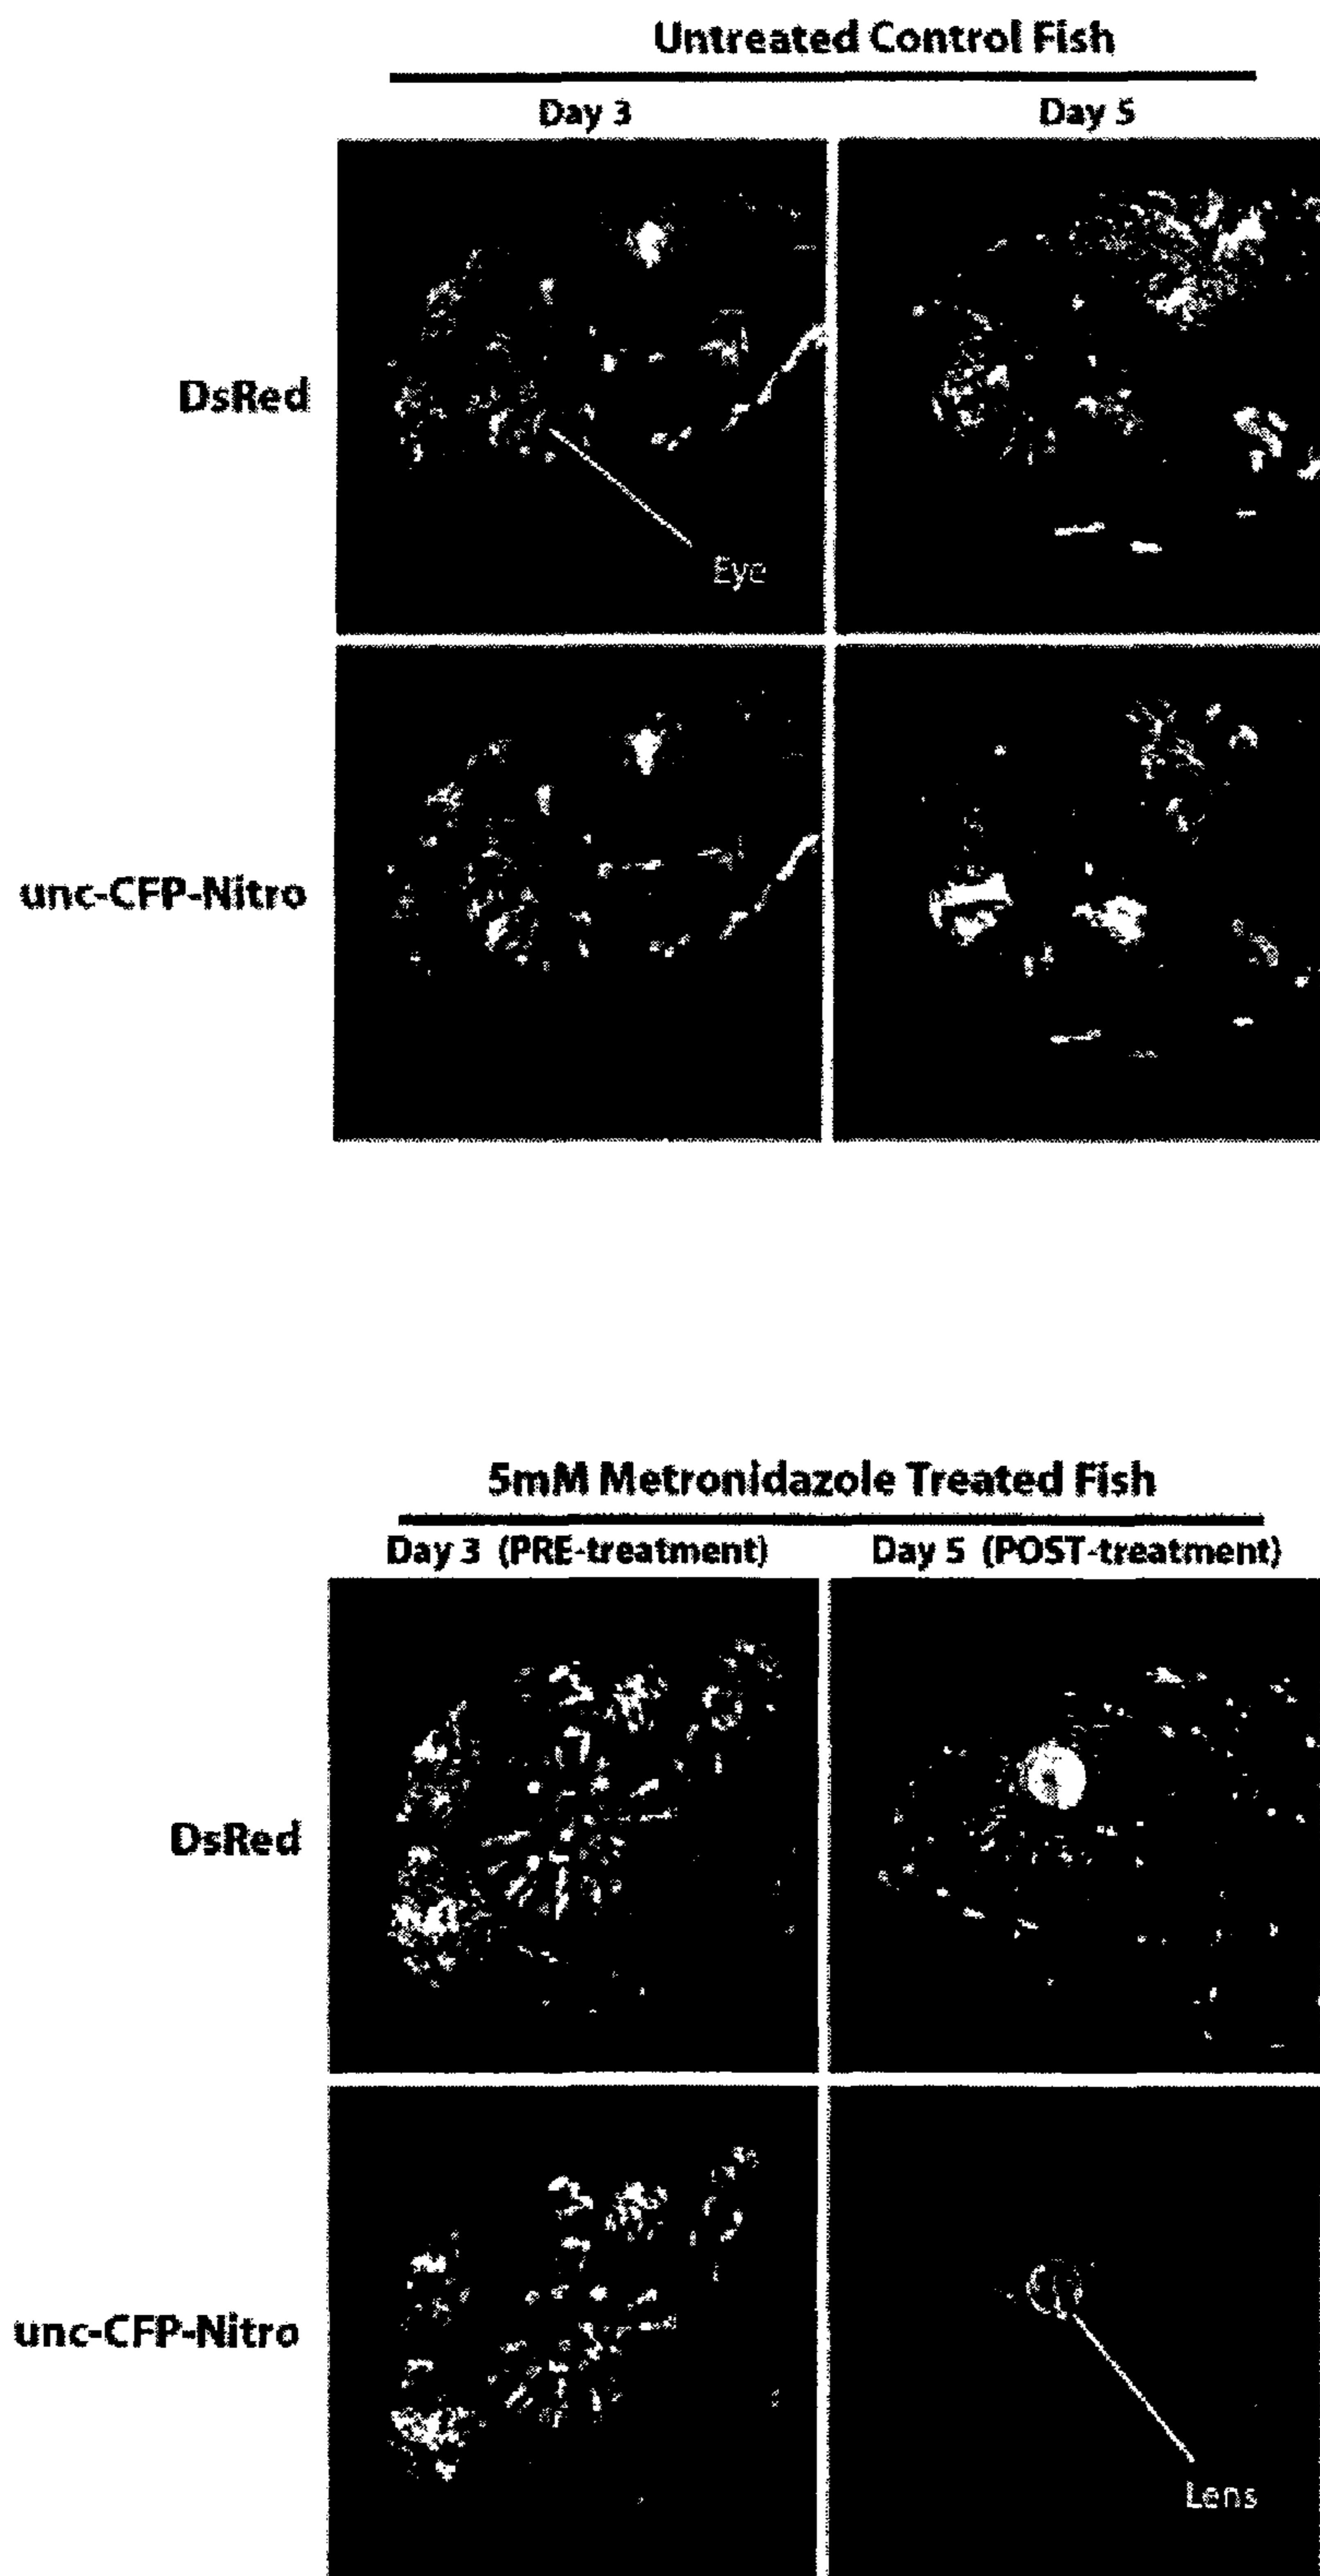 Untreated Control Fish
Day 3 Day 5
DsRed
Eye
unc-CFP-Nitro
5mM Metronidazole Treated Fish
Day 3 (PRE-treatment) Day 5 (POST-treatment)
DsRed
unc-CFP-Nitro
Lens